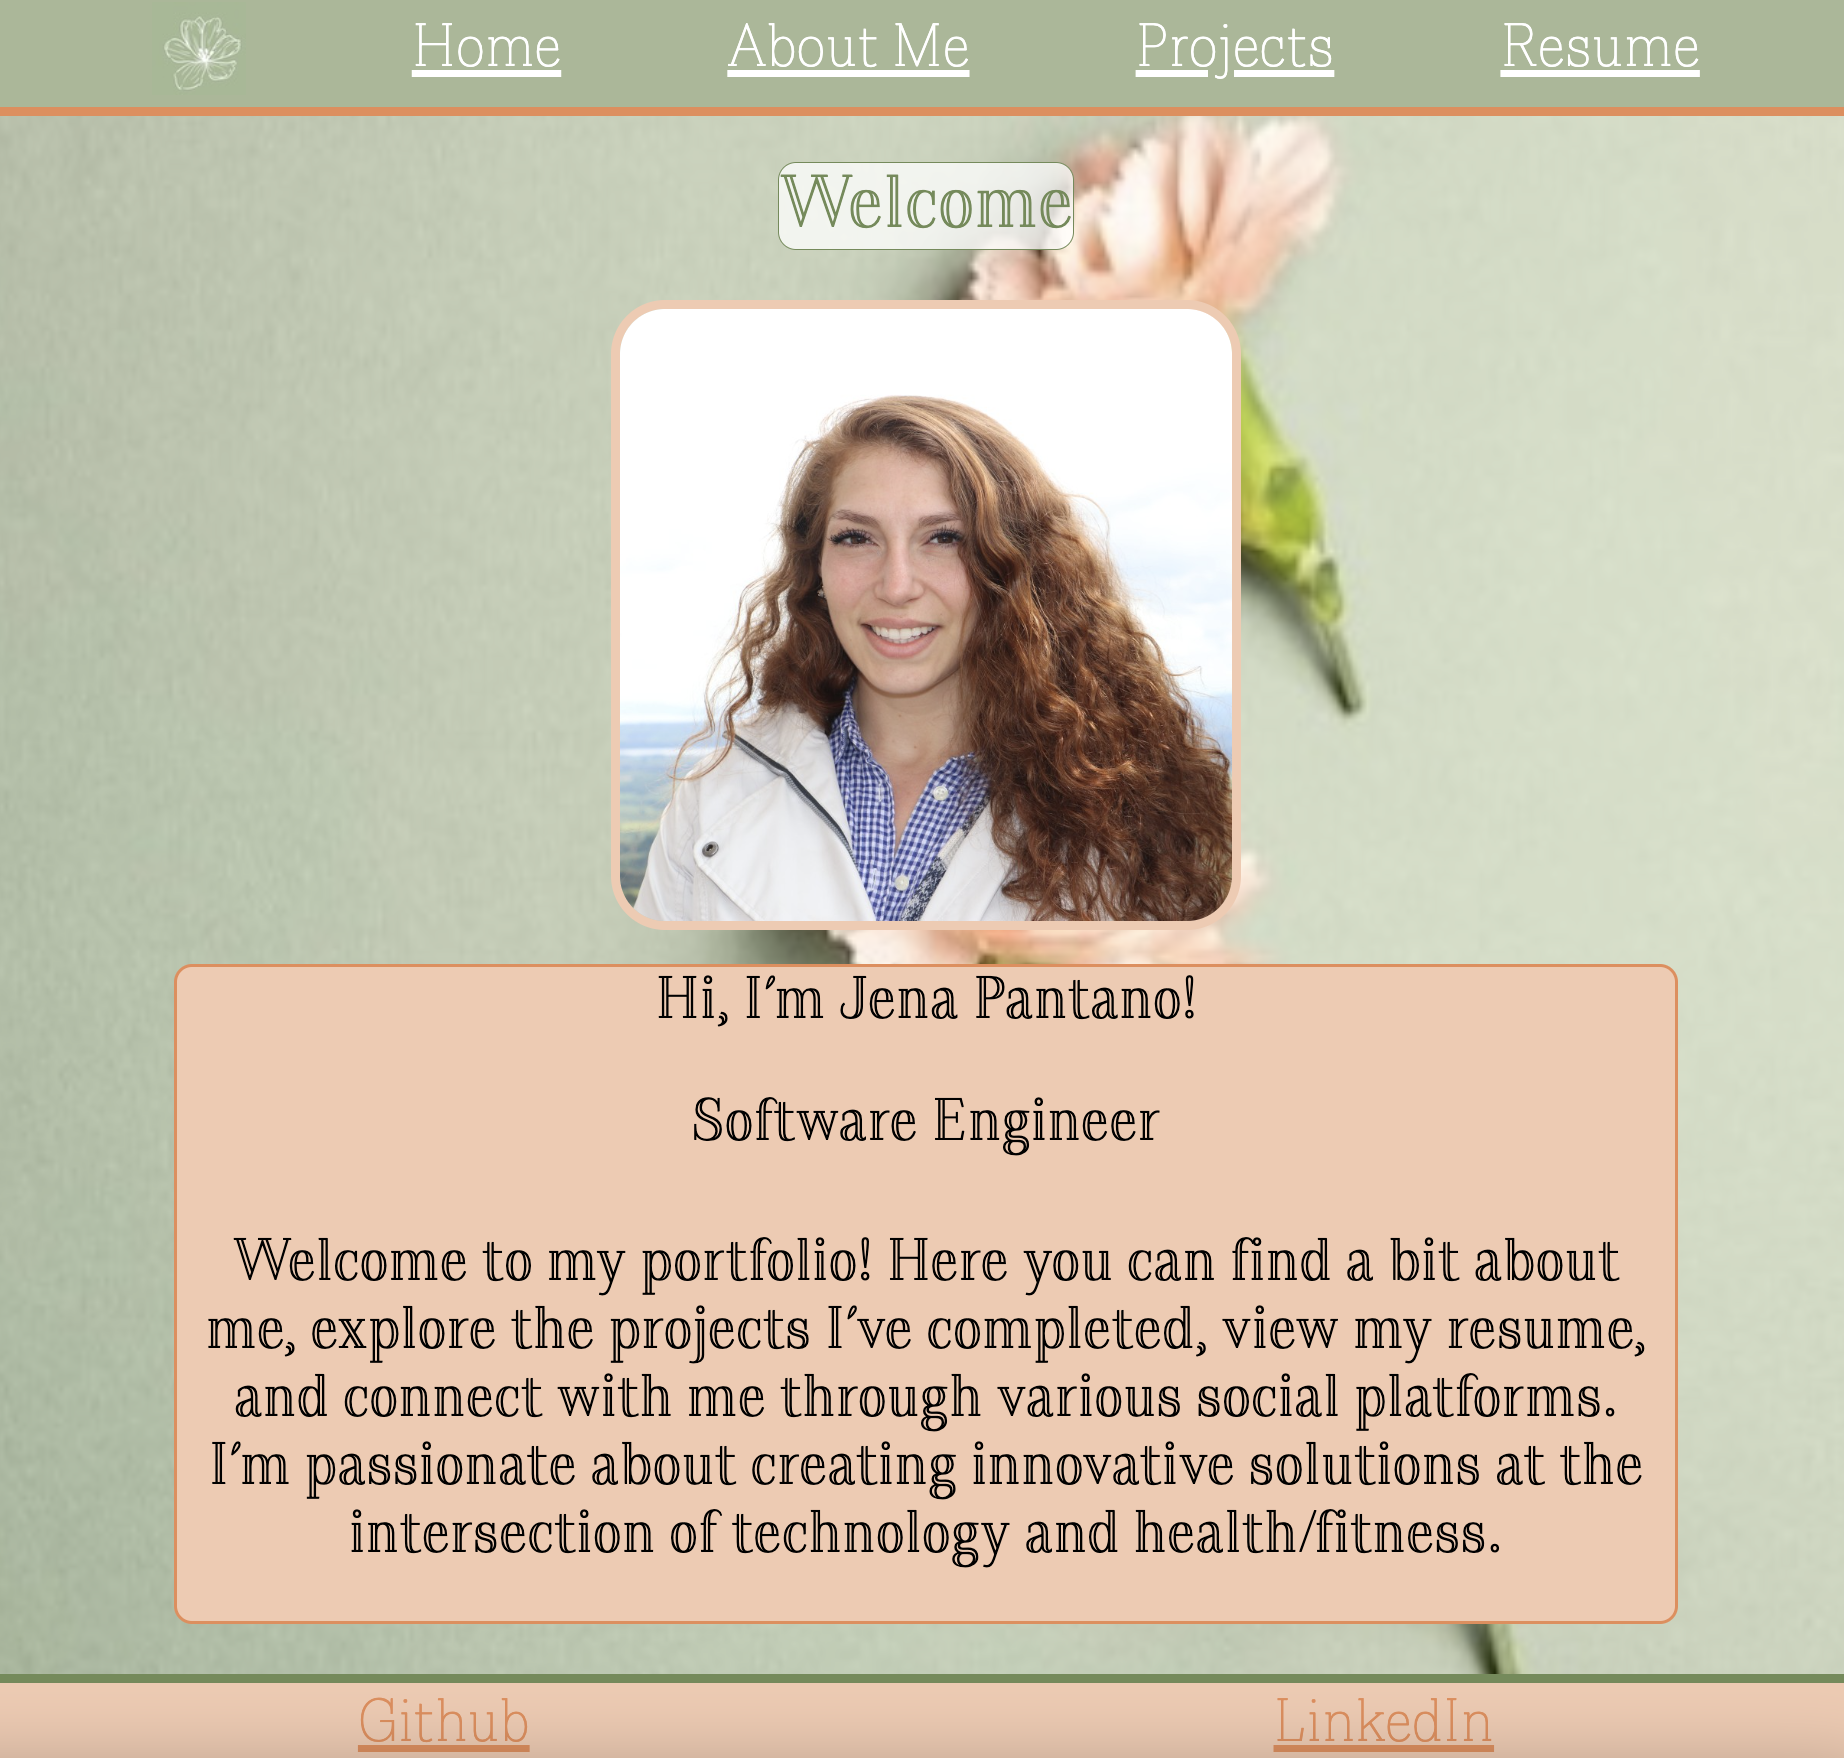 Home About Me Projects Resume
Welcome
Hi, I'm Jena Pantano!
Software Engineer
Welcome to my portfolio! Here you can find a bit about
me, explore the projects I've completed, view my resume,
and connect with me through various social platforms.
I'm passionate about creating innovative solutions at the
intersection of technology and health/fitness.
Github LinkedIn